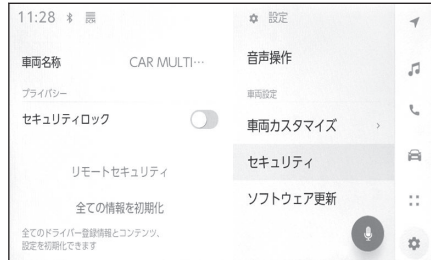 11:28
車両名称 CAR MULTI…
プライバシー
セキュリティロック
リモートセキュリティ
全ての情報を初期化
全てのドライバー登録情報とコンテンツ、
設定を初期化できます
設定
音声操作
車両設定
車両カスタマイズ
セキュリティ
ソフトウェア更新